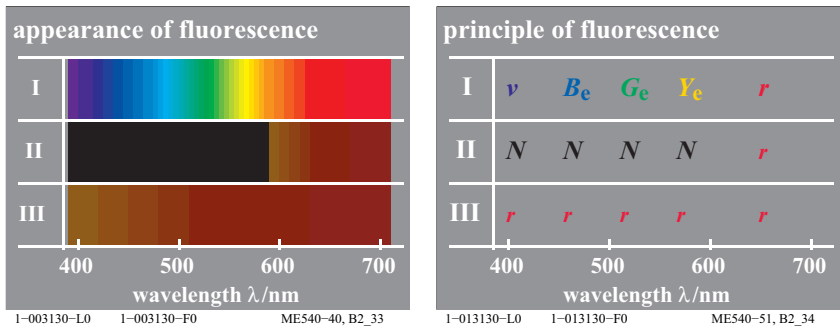 appearance of fluorescence
I
II
III
400 500 600 700
wavelength λ/nm
1−003130−L0 1−003130−F0 ME540−40, B2_33
principle of fluorescence
I v Be Ge Ye r
II N N N N r
III r r r r r
400 500 600 700
wavelength λ/nm
1−013130−L0 1−013130−F0 ME540−51, B2_34